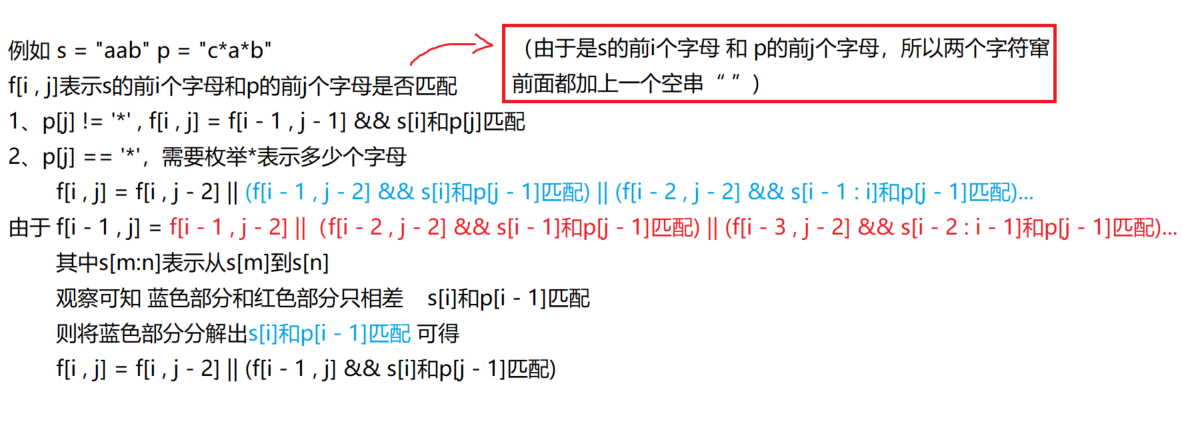 例如 s = "aab" p = "c*a*b"
（由于是s的前i个字母 和 p的前j个字母，所以两个字符窜
前面都加上一个空串“ ”）
f[i , j]表示s的前i个字母和p的前j个字母是否匹配
1、p[j] != '*' , f[i , j] = f[i - 1 , j - 1] && s[i]和p[j]匹配
2、p[j] == '*'，需要枚举*表示多少个字母
f[i , j] = f[i , j - 2] || (f[i - 1 , j - 2] && s[i]和p[j - 1]匹配) || (f[i - 2 , j - 2] && s[i - 1 : i]和p[j - 1]匹配)...
由于 f[i - 1 , j] = f[i - 1 , j - 2] ||（f[i - 2 , j - 2] && s[i - 1]和p[j - 1]匹配) || (f[i - 3 , j - 2] && s[i - 2 : i - 1]和p[j - 1]匹配)...
其中s[m:n]表示从s[m]到s[n]
观察可知 蓝色部分和红色部分只相差 s[i]和p[i - 1]匹配
则将蓝色部分分解出s[i]和p[i - 1]匹配 可得
f[i , j] = f[i , j - 2] || (f[i - 1 , j] && s[i]和p[j - 1]匹配)